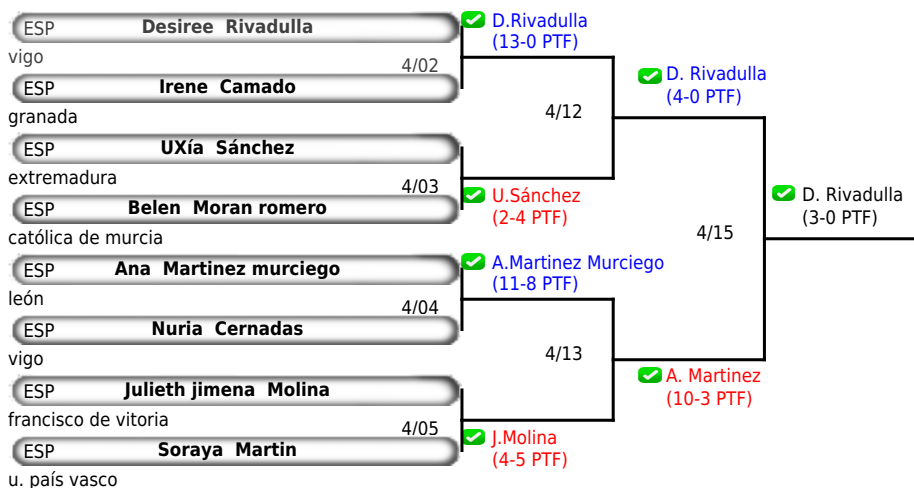 ESP Desiree Rivadulla
vigo
4/02
ESP Irene Camado
granada
ESP UXía Sánchez
extremadura
4/03
ESP Belen Moran romero
católica de murcia
ESP Ana Martinez murciego
león
4/04
ESP Nuria Cernadas
vigo
ESP Julieth jimena Molina
francisco de vitoria
4/05
ESP Soraya Martin
u. país vasco
D.Rivadulla
(13-0 PTF)
4/12
U.Sánchez
(2-4 PTF)
A.Martinez Murciego
(11-8 PTF)
4/13
J.Molina
(4-5 PTF)
D. Rivadulla
(4-0 PTF)
4/15
A. Martinez
(10-3 PTF)
D. Rivadulla
(3-0 PTF)